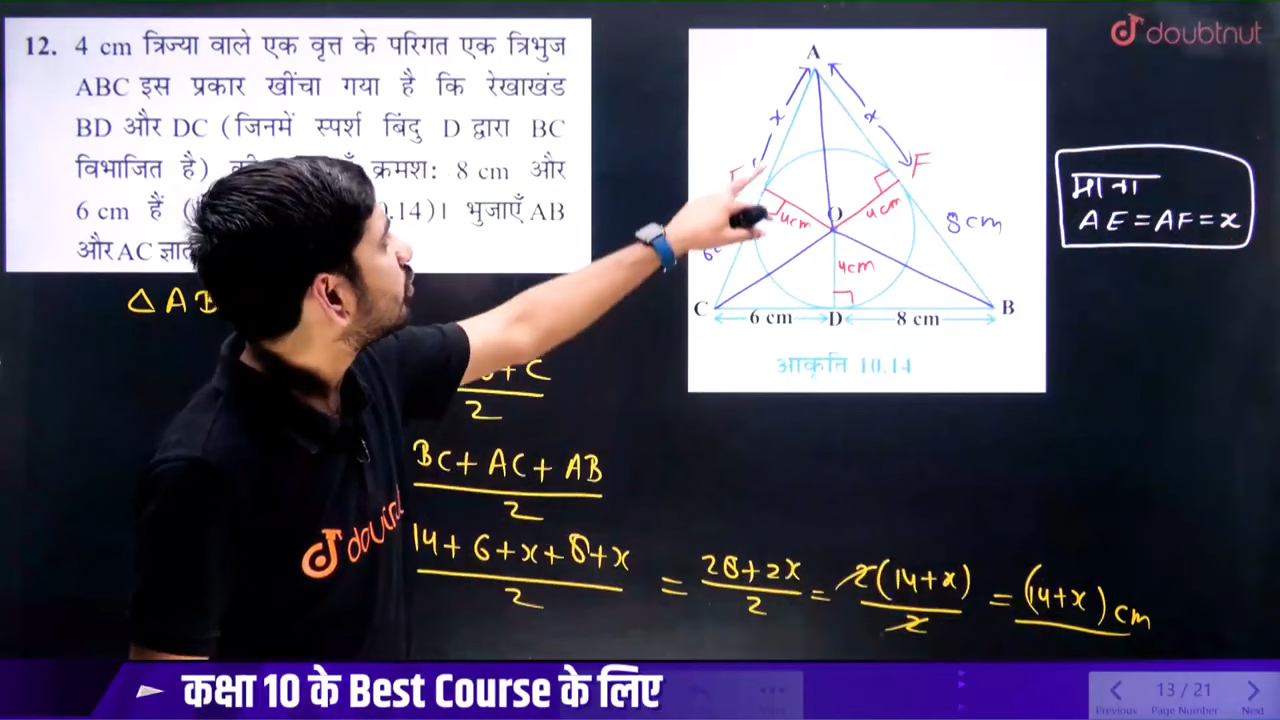 12. 4 cm त्रिज्या वाले एक वृत्त के परिगत एक त्रिभुज
ABC इस प्रकार खींचा गया है कि रेखाखंड
BD और DC (जिनमें स्पर्श बिंदु D द्वारा BC
विभाजित है) क्रमश: 8 cm और
6 cm हैं 0.14)। भुजाएँ AB
और AC
Δ A B
+ C
2
BC + AC + AB
2
14 + 6 + x + 8 + x
2
= 28 + 2x
2
= 2(14 + x)
2
= (14 + x) cm
A
x
x
F
O
4cm
4cm
8cm
4cm
C
B
6 cm
D
8 cm
आकृति 10.14
doubtnut
माना
AE = AF = x
कक्षा 10 के Best Course के लिए
13 / 21
Previous
Page Number
Next